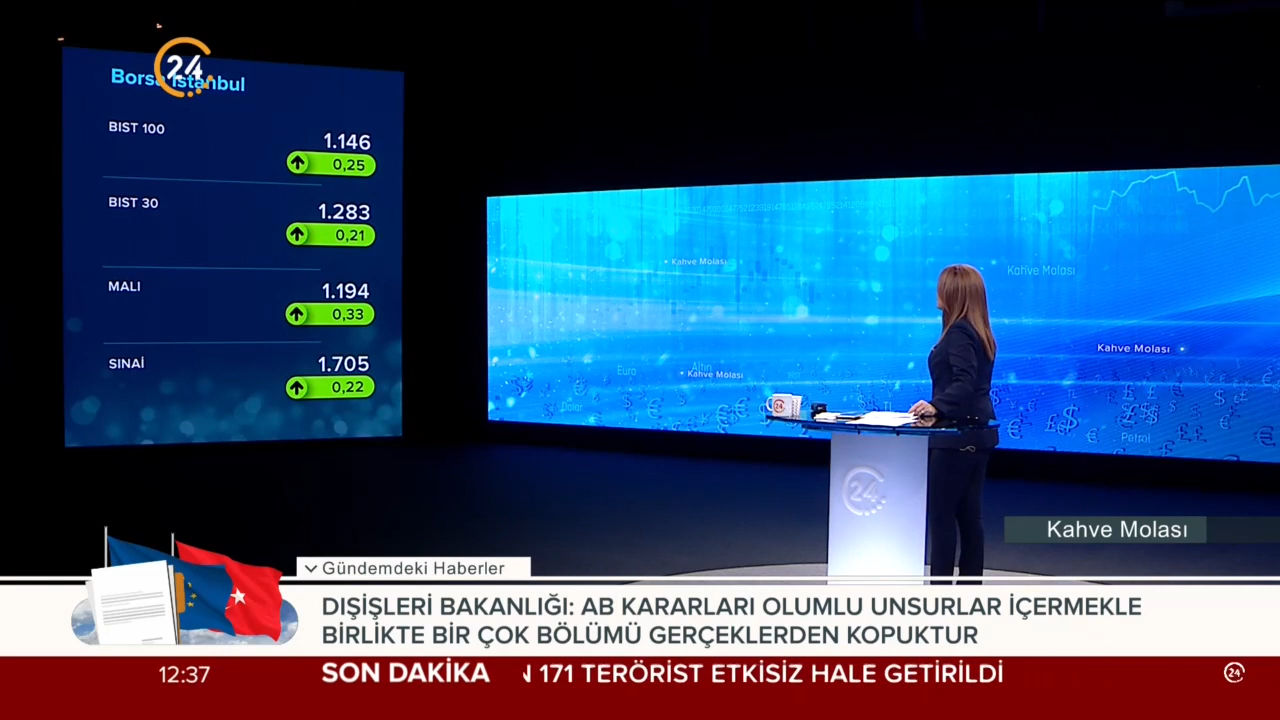 24
Borsa İstanbul
BIST 100
1.146
0,25
BIST 30
1.283
0,21
MALI
1.194
0,33
SINAİ
1.705
0,22
Kahve Molası
Kahve Molası
Kahve Molası
Euro
Altın
Kahve Molası
Dolar
TL
Petrol
24
24
Kahve Molası
Gündemdeki Haberler
DIŞİŞLERİ BAKANLIĞI: AB KARARLARI OLUMLU UNSURLAR İÇERMEKLE
BİRLİKTE BİR ÇOK BÖLÜMÜ GERÇEKLERDEN KOPUKTUR
12:37 SON DAKİKA 171 TERÖRİST ETKİSİZ HALE GETİRİLDİ 24